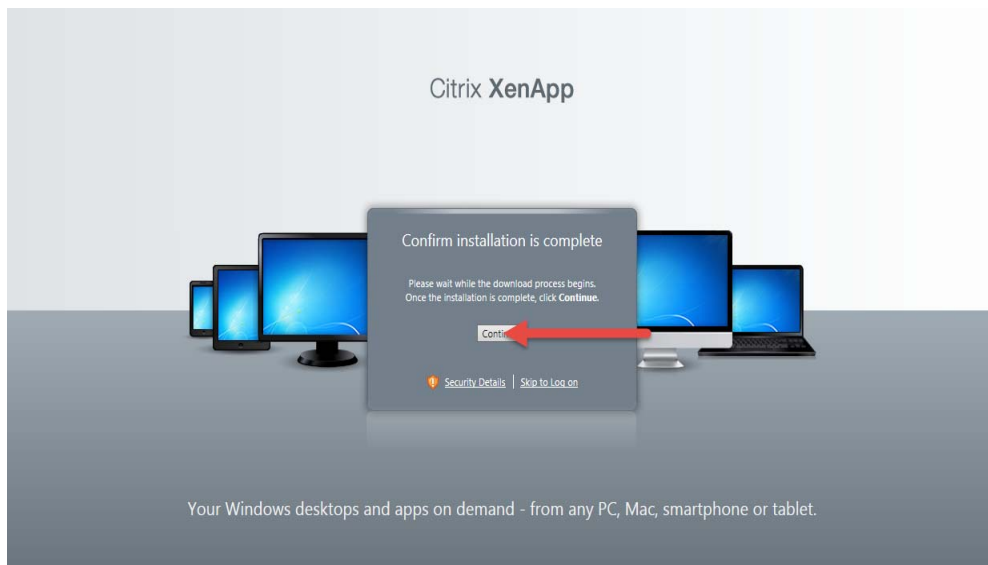 Citrix XenApp
Confirm installation is complete
Please wait while the download process begins.
Once the installation is complete, click Continue.
Security Details | Skip to Log on
Your Windows desktops and apps on demand - from any PC, Mac, smartphone or tablet.